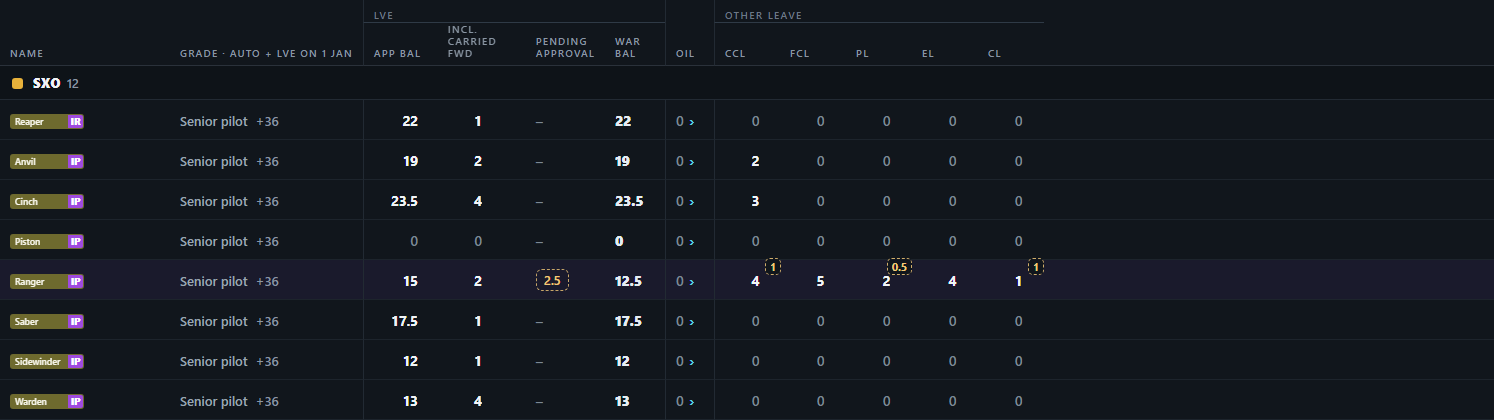 LVE
OTHER LEAVE
NAME GRADE · AUTO + LVE ON 1 JAN APP BAL INCL. CARRIED FWD PENDING APPROVAL WAR BAL OIL CCL FCL PL EL CL
SXO 12
Reaper IR Senior pilot +36 22 1 – 22 0 › 0 0 0 0 0
Anvil IP Senior pilot +36 19 2 – 19 0 › 2 0 0 0 0
Cinch IP Senior pilot +36 23.5 4 – 23.5 0 › 3 0 0 0 0
Piston IP Senior pilot +36 0 0 – 0 0 › 0 0 0 0 0
Ranger IP Senior pilot +36 15 2 2.5 12.5 0 › 4 1 5 2 0.5 4 1 1
Saber IP Senior pilot +36 17.5 1 – 17.5 0 › 0 0 0 0 0
Sidewinder IP Senior pilot +36 12 1 – 12 0 › 0 0 0 0 0
Warden IP Senior pilot +36 13 4 – 13 0 › 0 0 0 0 0